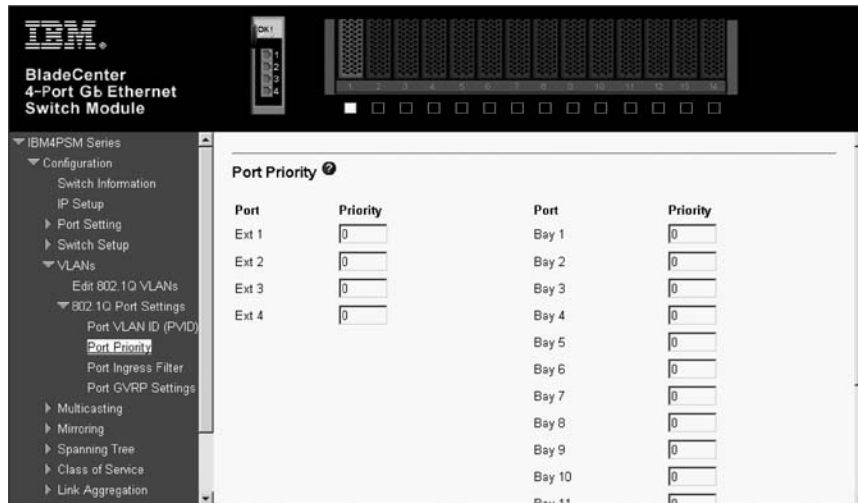 IBM®
BladeCenter
4-Port Gb Ethernet
Switch Module
OK !
1
2
3
4
1 2 3 4 5 6 7 8 9 10 11 12 13 14
IBM4PSM Series
Configuration
Switch Information
IP Setup
Port Setting
Switch Setup
VLANs
Edit 802.1Q VLANs
802.1Q Port Settings
Port VLAN ID (PVID)
Port Priority
Port Ingress Filter
Port GVRP Settings
Multicasting
Mirroring
Spanning Tree
Class of Service
Link Aggregation
Port Priority ?
Port Priority Port Priority
Ext 1 0 Bay 1 0
Ext 2 0 Bay 2 0
Ext 3 0 Bay 3 0
Ext 4 0 Bay 4 0
Bay 5 0
Bay 6 0
Bay 7 0
Bay 8 0
Bay 9 0
Bay 10 0
Bay 11 0